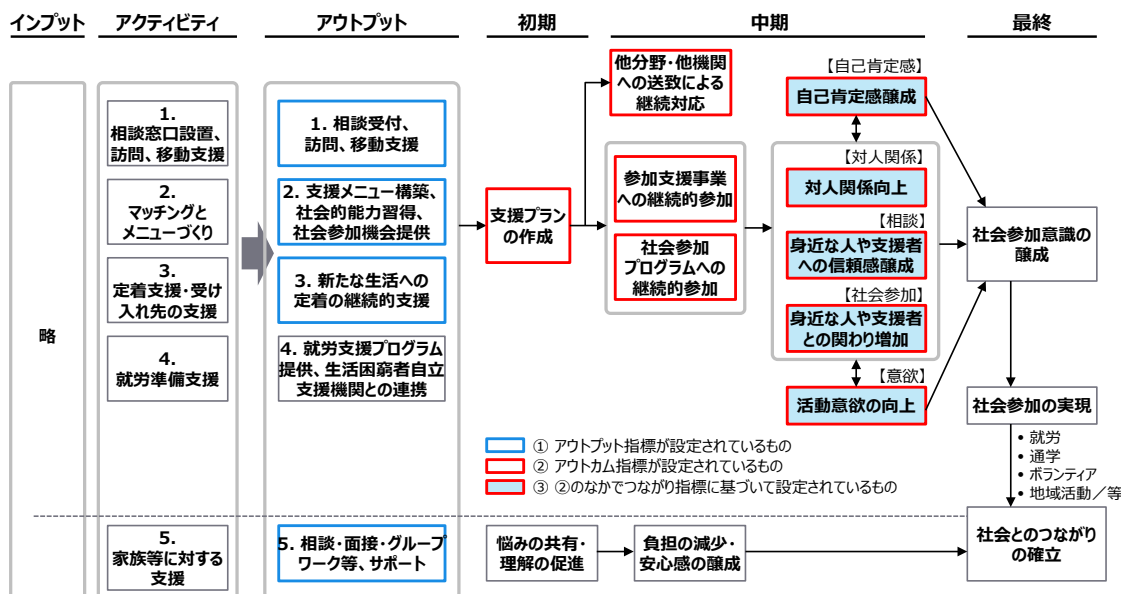 インプット
アクティビティ
アウトプット
初期
中期
最終
略
1.
相談窓口設置、
訪問、移動支援
2.
マッチングと
メニューづくり
3.
定着支援・受け
入れ先の支援
4.
就労準備支援
5.
家族等に対する
支援
1. 相談受付、
訪問、移動支援
2. 支援メニュー構築、
社会的能力習得、
社会参加機会提供
3. 新たな生活への
定着の継続的支援
4. 就労支援プログラム
提供、生活困窮者自立
支援機関との連携
5. 相談・面接・グループ
ワーク等、サポート
支援プラン
の作成
悩みの共有・
理解の促進
他分野・他機関
への送致による
継続対応
参加支援事業
への継続的参加
社会参加
プログラムへの
継続的参加
負担の減少・
安心感の醸成
【自己肯定感】
自己肯定感醸成
【対人関係】
対人関係向上
【相談】
身近な人や支援者
への信頼感醸成
【社会参加】
身近な人や支援者
との関わり増加
【意欲】
活動意欲の向上
社会参加意識の
醸成
社会参加の実現
• 就労
• 通学
• ボランティア
• 地域活動／等
社会とのつながり
の確立
① アウトプット指標が設定されているもの
② アウトカム指標が設定されているもの
③ ②のなかでつながり指標に基づいて設定されているもの